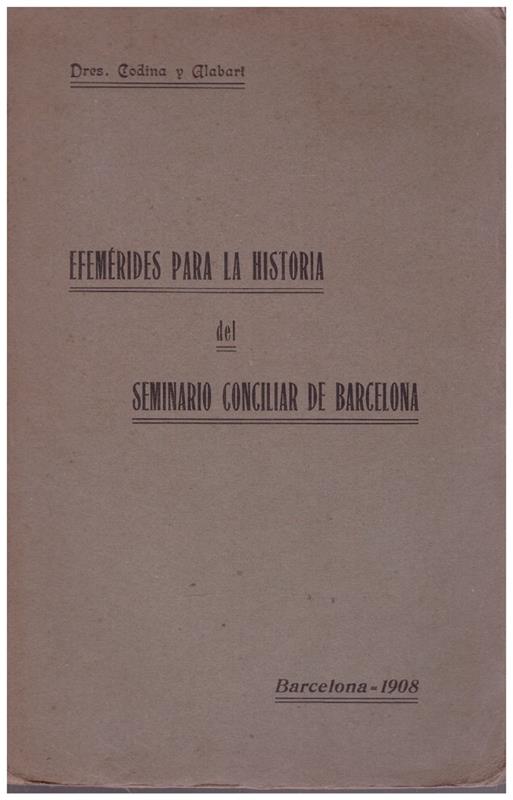 Dres. Codina y Alabart
EFEMÉRIDES PARA LA HISTORIA
del
SEMINARIO CONCILIAR DE BARCELONA
Barcelona=1908